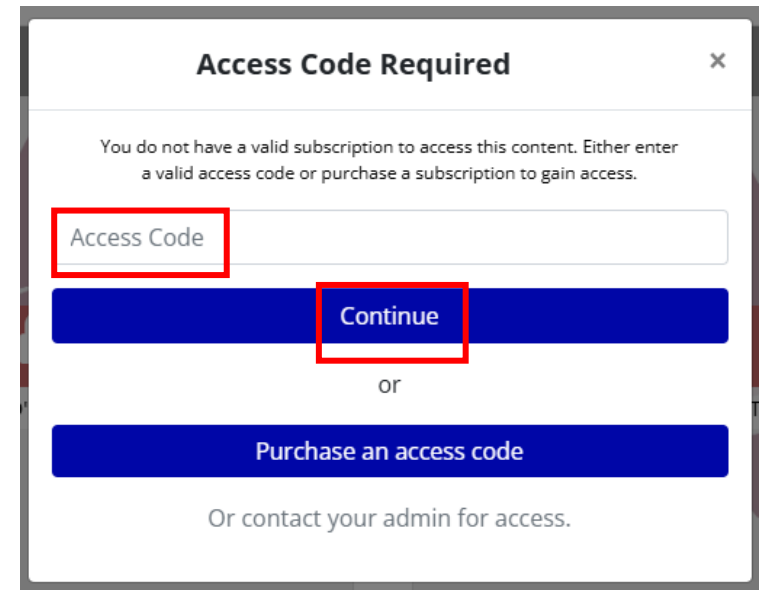 Access Code Required ×
You do not have a valid subscription to access this content. Either enter
a valid access code or purchase a subscription to gain access.
Access Code
Continue
or
Purchase an access code
Or contact your admin for access.